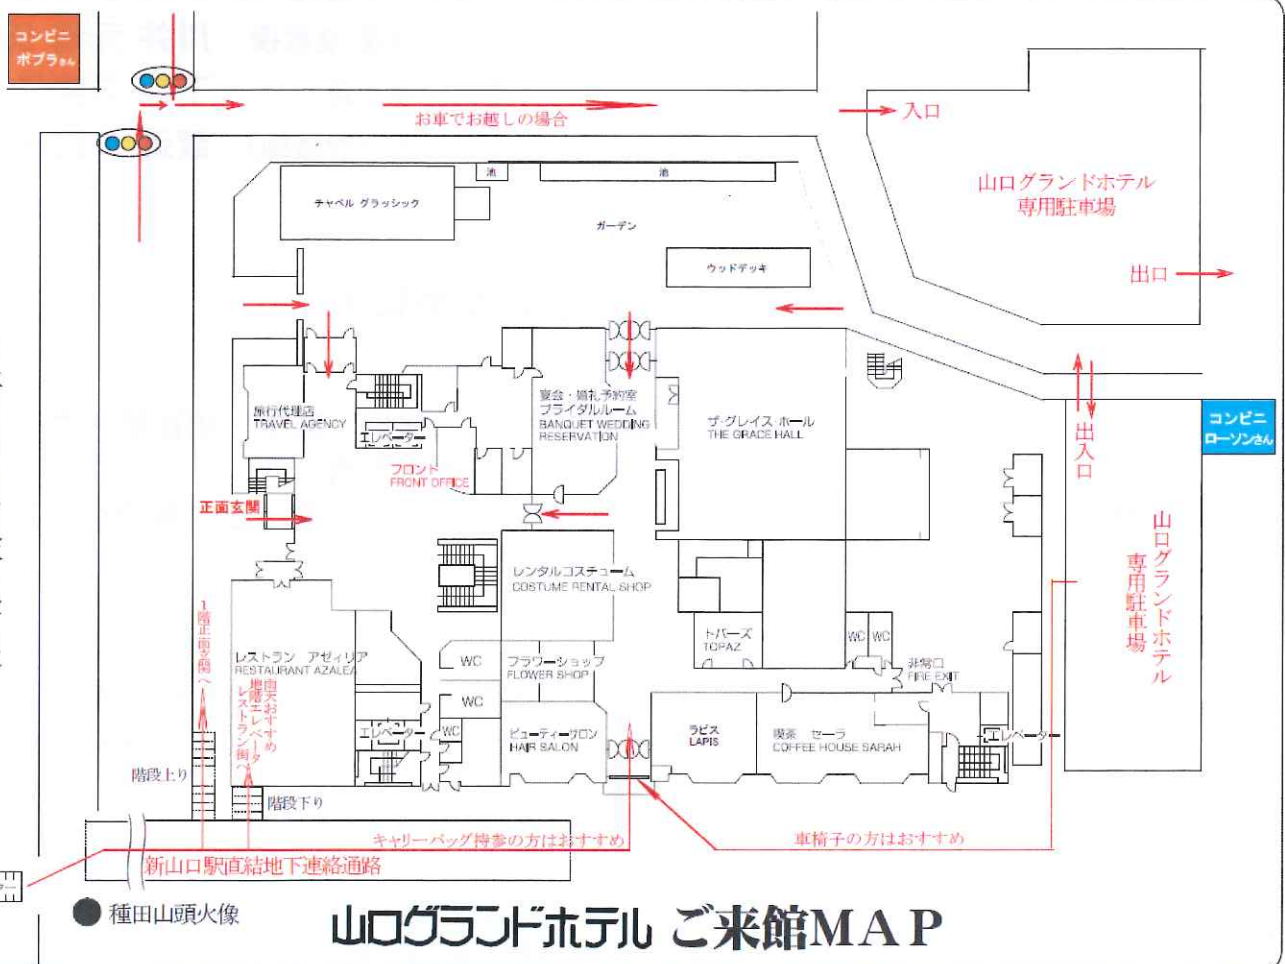 コンビニ
ポプラさん
お車でお越しの場合
入口
山口グランドホテル
専用駐車場
出口
チャペル グラッシック
池
池
ガーデン
ウッドデッキ
旅行代理店
TRAVEL AGENCY
エレベーター
フロント
FRONT OFFICE
宴会・婚礼予約室
ブライダルルーム
BANQUET WEDDING
RESERVATION
ザ・グレイス ホール
THE GRACE HALL
コンビニ
ローソンさん
出入口
正面玄関
レンタルコスチューム
COSTUME RENTAL SHOP
山口グランドホテル
専用駐車場
トパーズ
TOPAZ
WC
WC
非常口
FIRE EXIT
1階正面玄関へ
レストラン アゼィリア
RESTAURANT AZALEA
雨天おすすめ
地階エレベータ
レストラン街へ
WC
フラワーショップ
FLOWER SHOP
WC
エレベーター
WC
ビューティーサロン
HAIR SALON
ラピス
LAPIS
喫茶 セーラ
COFFEE HOUSE SARAH
エレベーター
階段上り
階段下り
キャリーバッグ持参の方はおすすめ
車椅子の方はおすすめ
新山口駅直結地下連絡通路
種田山頭火像
山口グランドホテル ご来館MAP